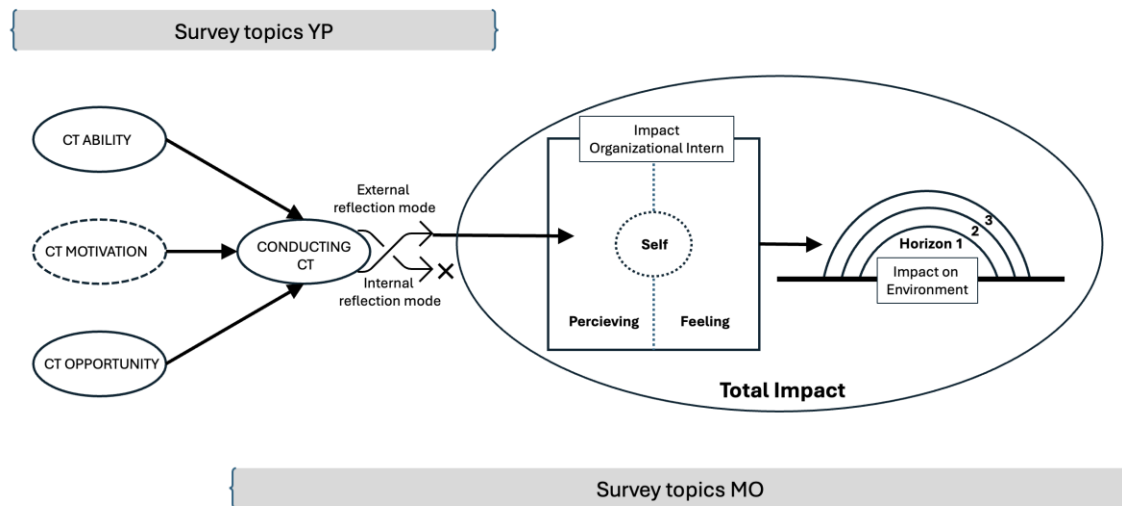 Survey topics YP
CT ABILITY
CT MOTIVATION
CT OPPORTUNITY
CONDUCTING
CT
External
reflection mode
Internal
reflection mode
Impact
Organizational Intern
Self
Percieving
Feeling
3
2
Horizon 1
Impact on
Environment
Total Impact
Survey topics MO